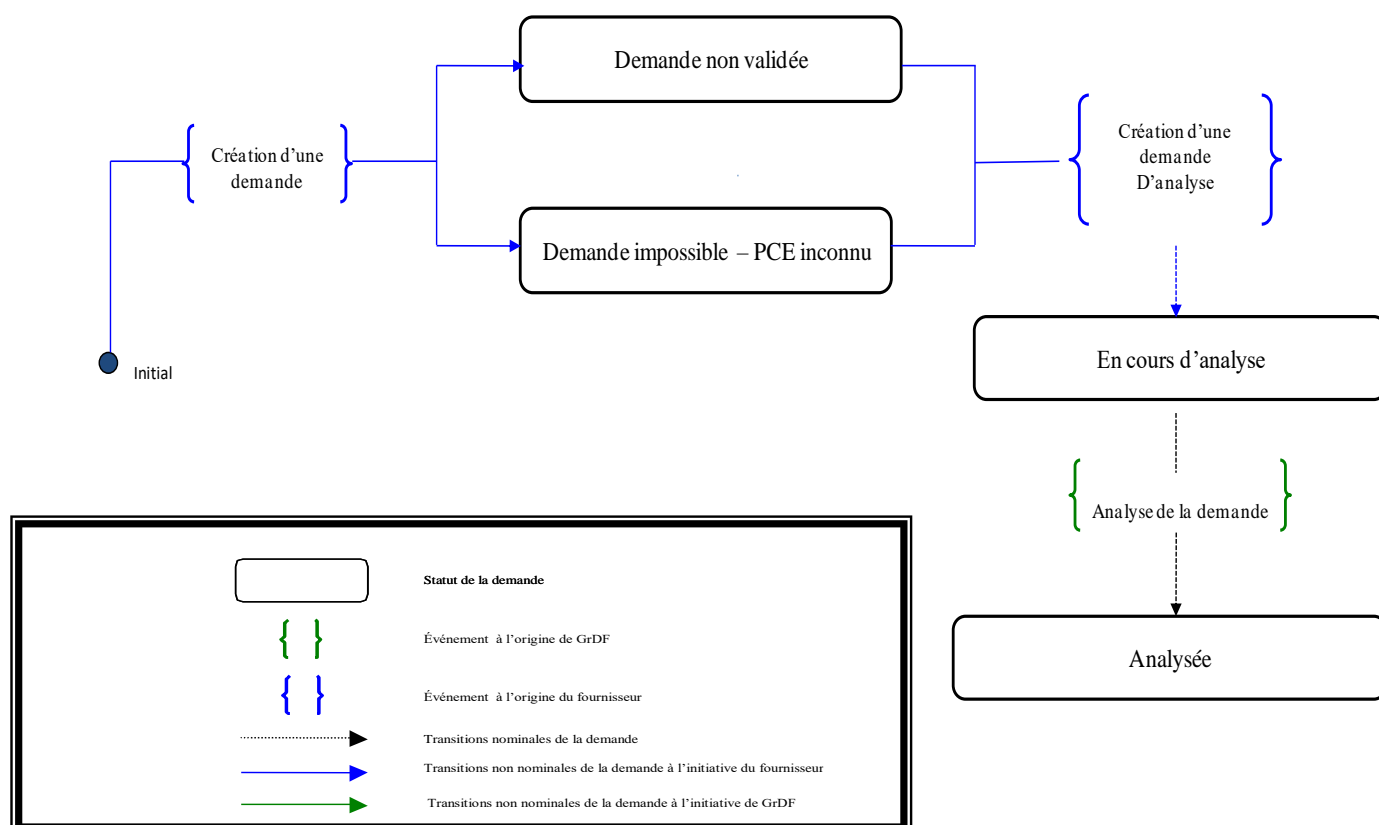 Demande non validée
Création d’une
demande
Création d’une
demande
D’analyse
Demande impossible – PCE inconnu
Initial
En cours d’analyse
Analyse de la demande
Analysée
Statut de la demande
Événement à l’origine de GrDF
Événement à l’origine du fournisseur
Transitions nominales de la demande
Transitions non nominales de la demande à l’initiative du fournisseur
Transitions non nominales de la demande à l’initiative de GrDF